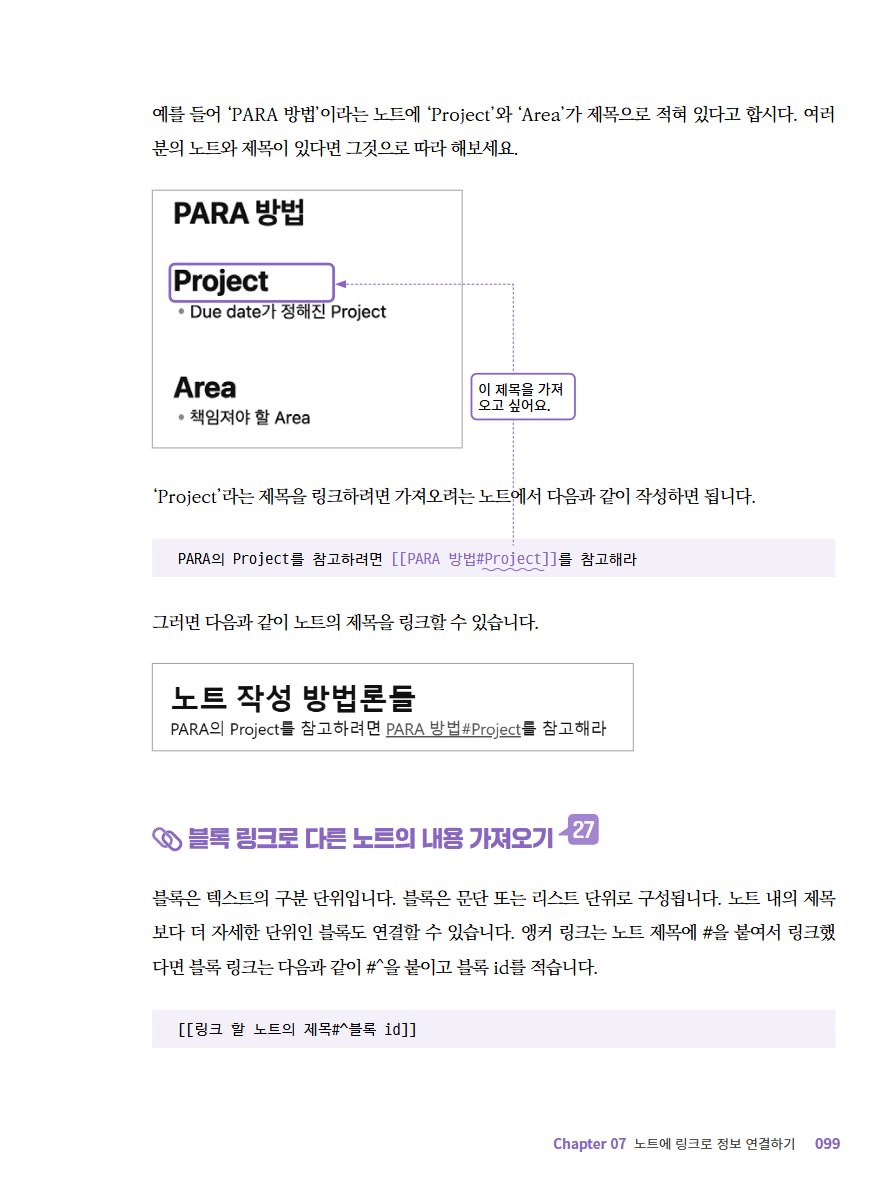 예를 들어 ‘PARA 방법’이라는 노트에 ‘Project’와 ‘Area’가 제목으로 적혀 있다고 합시다. 여러
분의 노트와 제목이 있다면 그것으로 따라 해보세요.
PARA 방법
Project
• Due date가 정해진 Project
Area
• 책임져야 할 Area
이 제목을 가져
오고 싶어요.
‘Project’라는 제목을 링크하려면 가져오려는 노트에서 다음과 같이 작성하면 됩니다.
PARA의 Project를 참고하려면 [[PARA 방법#Project]]를 참고해라
그러면 다음과 같이 노트의 제목을 링크할 수 있습니다.
노트 작성 방법론들
PARA의 Project를 참고하려면 PARA 방법#Project를 참고해라
블록 링크로 다른 노트의 내용 가져오기 27
블록은 텍스트의 구분 단위입니다. 블록은 문단 또는 리스트 단위로 구성됩니다. 노트 내의 제목
보다 더 자세한 단위인 블록도 연결할 수 있습니다. 앵커 링크는 노트 제목에 #을 붙여서 링크했
다면 블록 링크는 다음과 같이 #^을 붙이고 블록 id를 적습니다.
[[링크 할 노트의 제목#^블록 id]]
Chapter 07 노트에 링크로 정보 연결하기 099